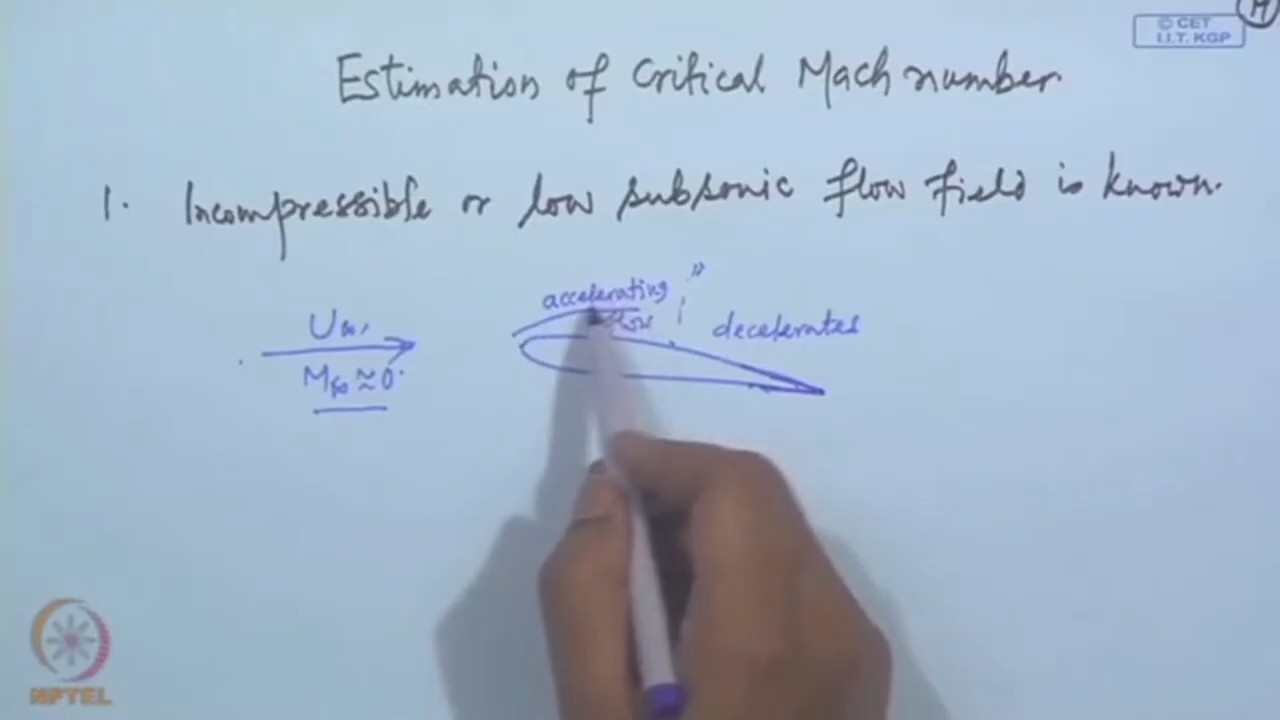 © CET
I.I.T. KGP
Estimation of Critical Mach number
1. Incompressible or low subsonic flow field is known.
accelerating
flow
decelerates
U∞,
M∞ ≈ 0.
NPTEL